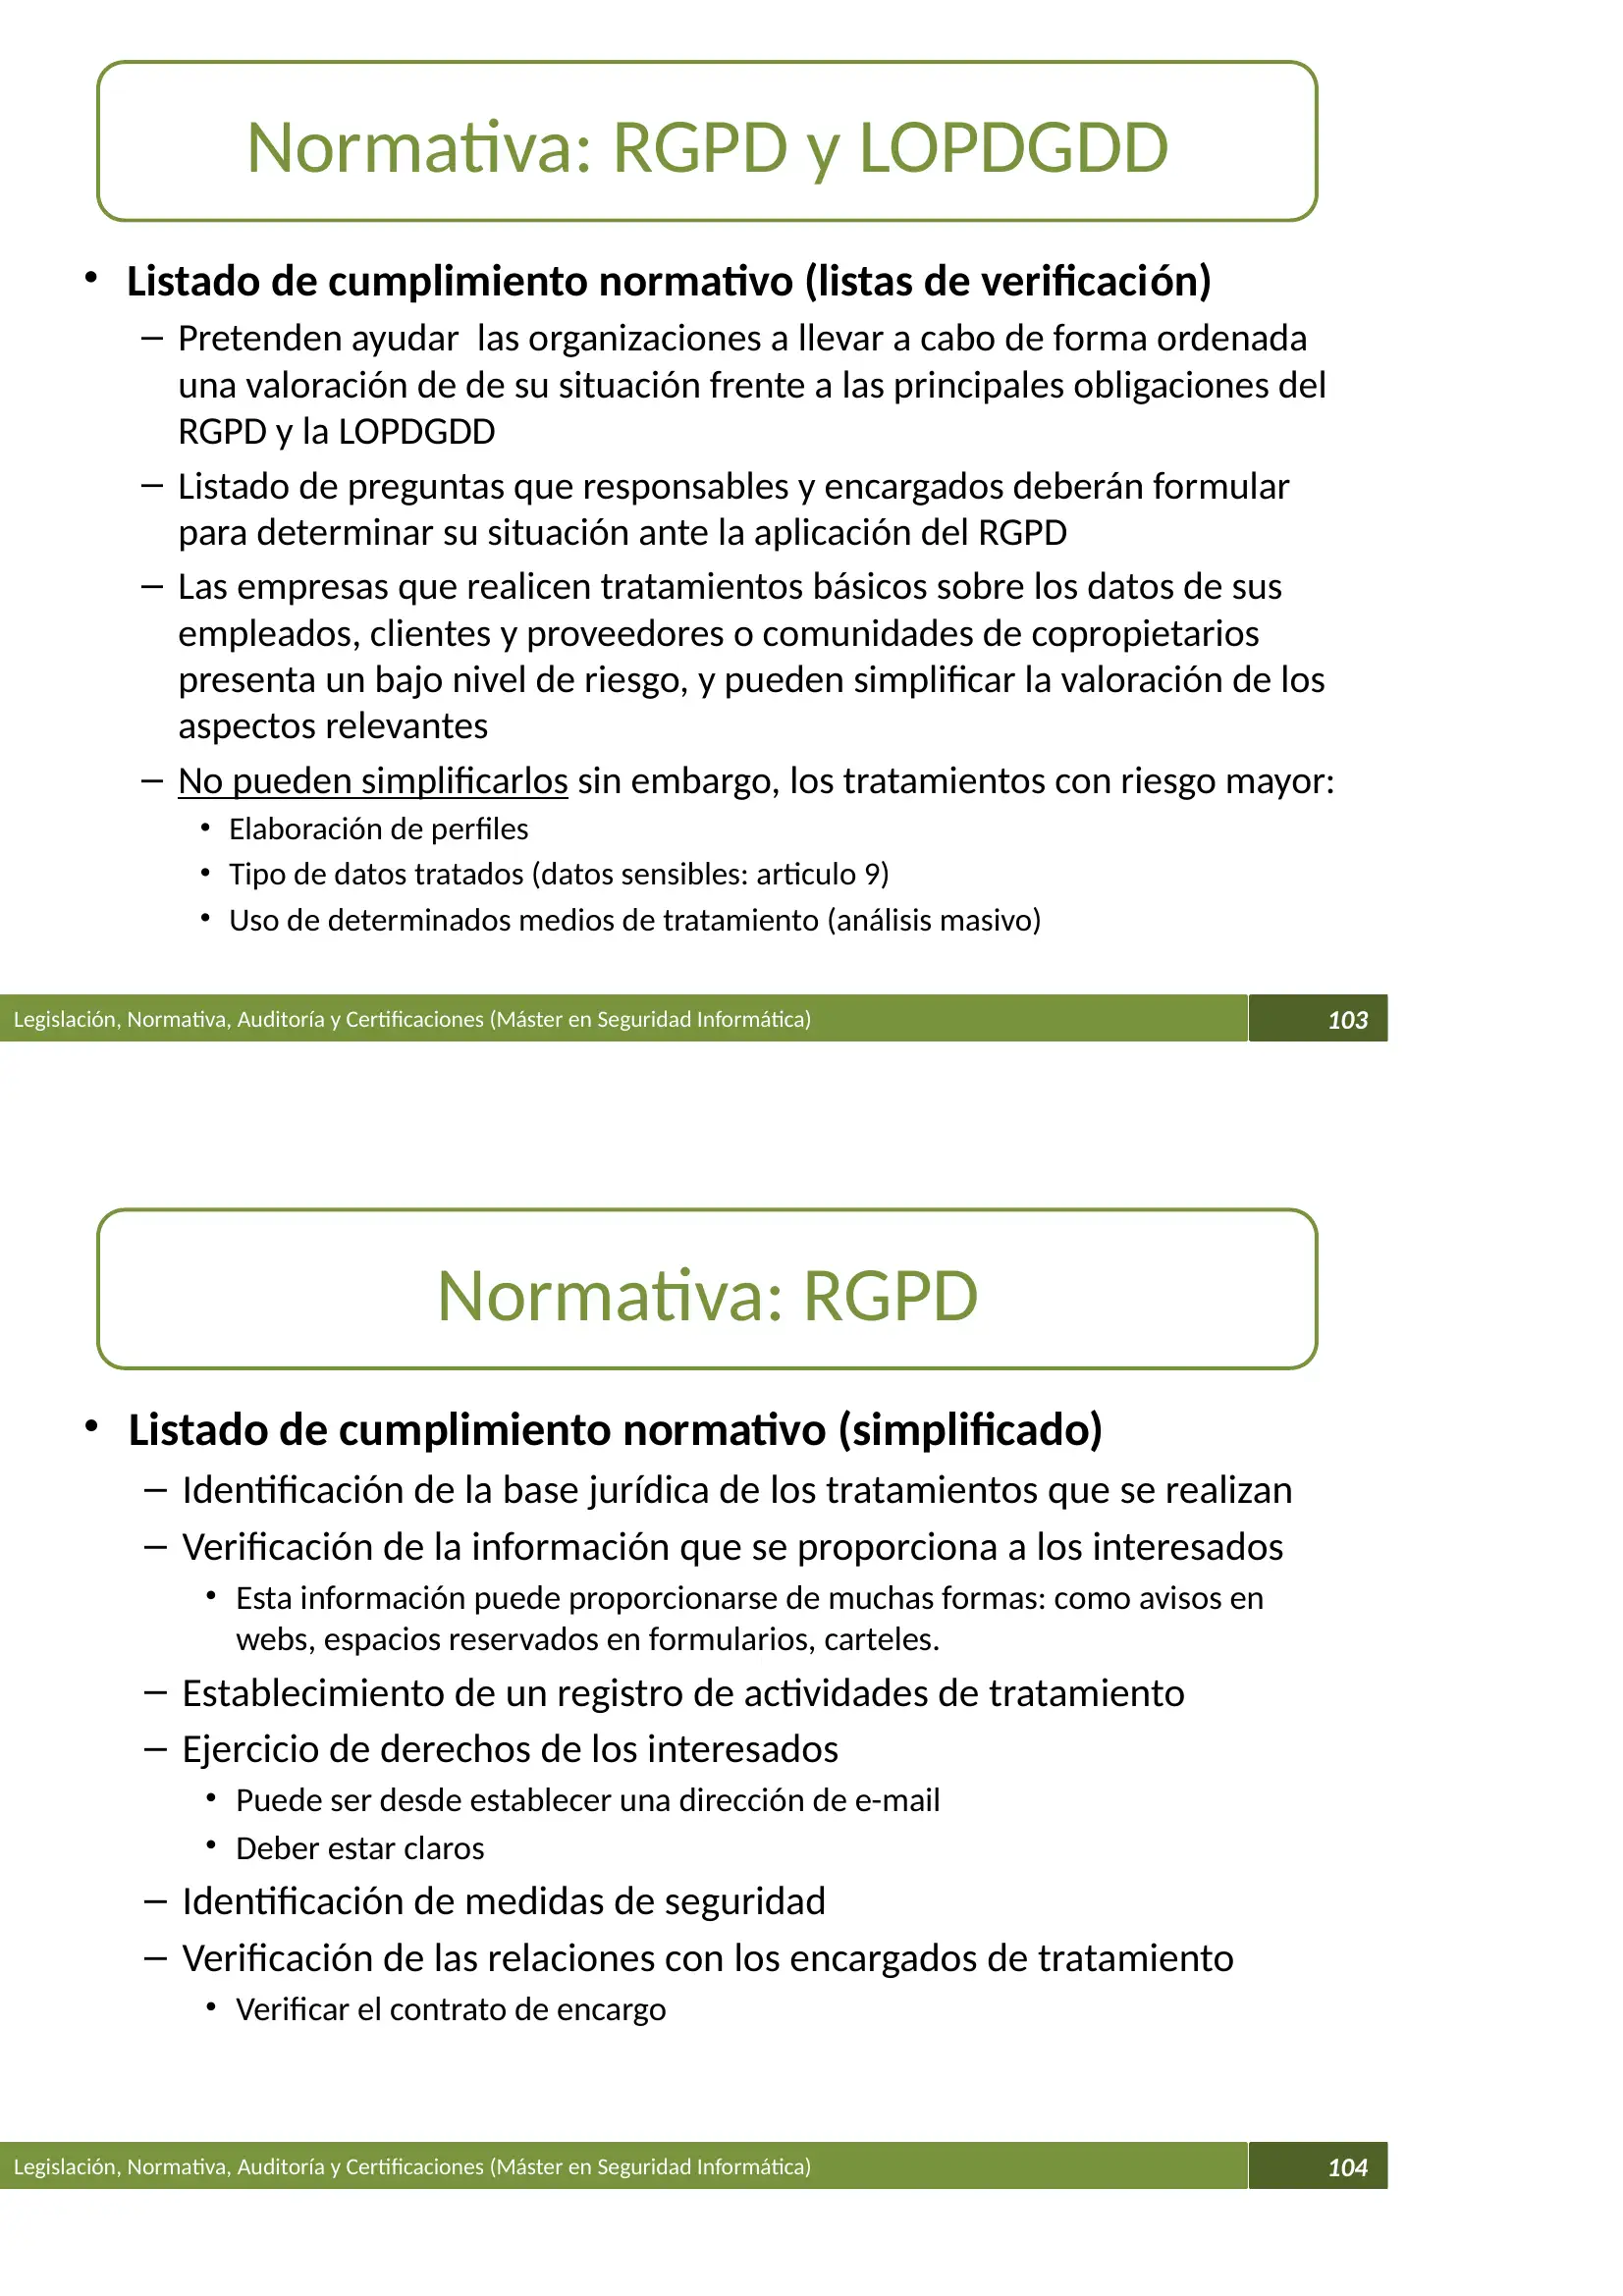 Normativa: RGPD y LOPDGDD
• Listado de cumplimiento normativo (listas de verificación)
– Pretenden ayudar  las organizaciones a llevar a cabo de forma ordenada
una valoración de de su situación frente a las principales obligaciones del
RGPD y la LOPDGDD
– Listado de preguntas que responsables y encargados deberán formular
para determinar su situación ante la aplicación del RGPD
– Las empresas que realicen tratamientos básicos sobre los datos de sus
empleados, clientes y proveedores o comunidades de copropietarios
presenta un bajo nivel de riesgo, y pueden simplificar la valoración de los
aspectos relevantes
– No pueden simplificarlos sin embargo, los tratamientos con riesgo mayor:
• Elaboración de perfiles
• Tipo de datos tratados (datos sensibles: articulo 9)
• Uso de determinados medios de tratamiento (análisis masivo)
Legislación, Normativa, Auditoría y Certificaciones (Máster en Seguridad Informática) 103
Normativa: RGPD
• Listado de cumplimiento normativo (simplificado)
– Identificación de la base jurídica de los tratamientos que se realizan
– Verificación de la información que se proporciona a los interesados
• Esta información puede proporcionarse de muchas formas: como avisos en
webs, espacios reservados en formularios, carteles.
– Establecimiento de un registro de actividades de tratamiento
– Ejercicio de derechos de los interesados
• Puede ser desde establecer una dirección de e-mail
• Deber estar claros
– Identificación de medidas de seguridad
– Verificación de las relaciones con los encargados de tratamiento
• Verificar el contrato de encargo
Legislación, Normativa, Auditoría y Certificaciones (Máster en Seguridad Informática) 104